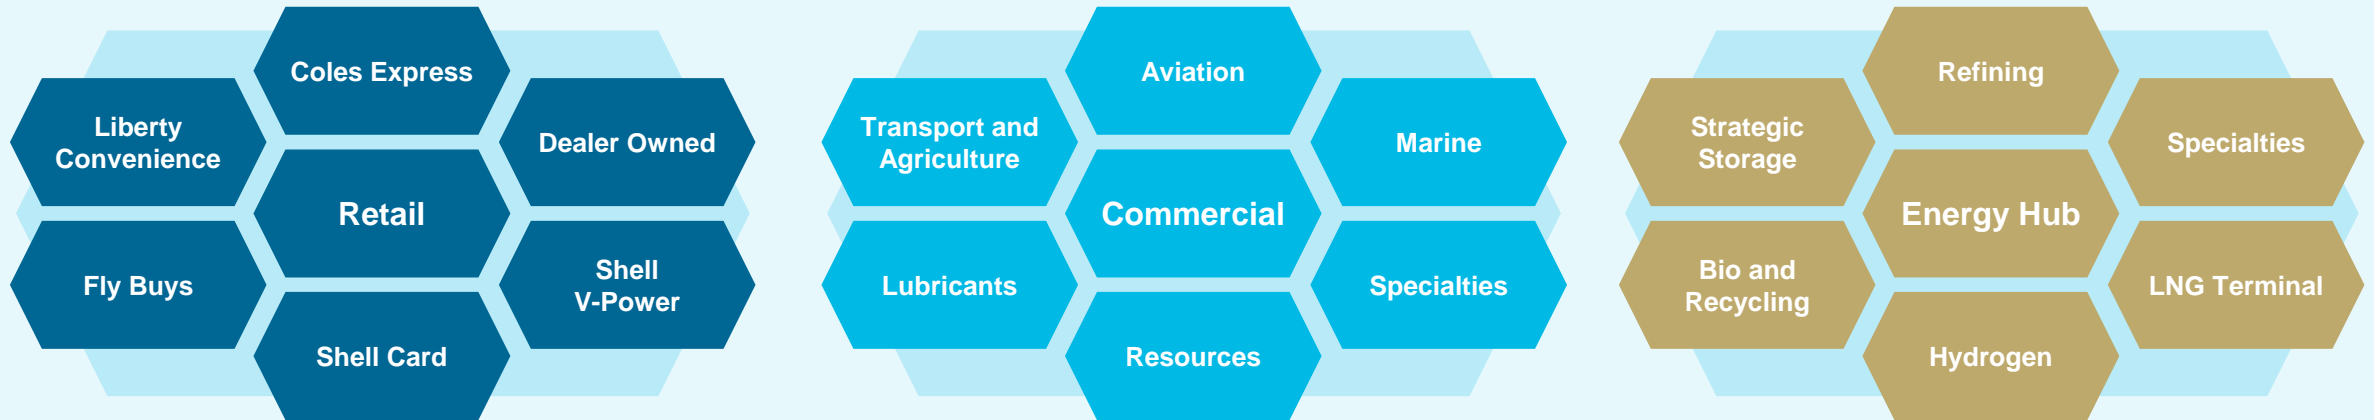 Coles Express
Liberty
Convenience
Dealer Owned
Retail
Fly Buys
Shell
V-Power
Shell Card
Aviation
Transport and
Agriculture
Marine
Commercial
Lubricants
Specialties
Resources
Refining
Strategic
Storage
Specialties
Energy Hub
Bio and
Recycling
LNG Terminal
Hydrogen